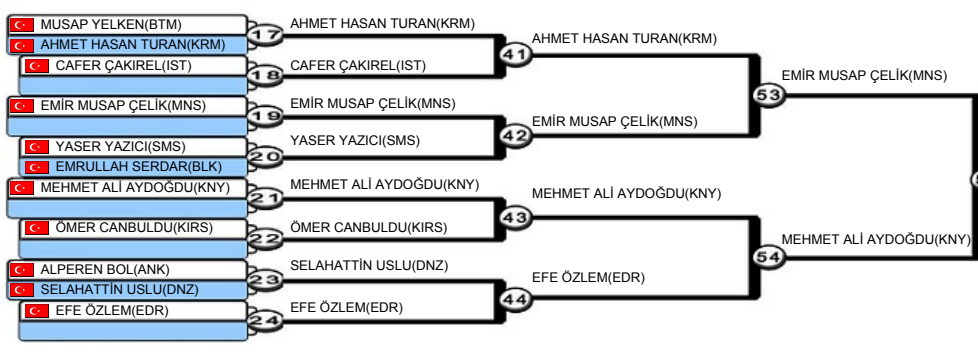 MUSAP YELKEN(BTM)
AHMET HASAN TURAN(KRM)
17
AHMET HASAN TURAN(KRM)
CAFER ÇAKIREL(IST)
18
CAFER ÇAKIREL(IST)
41
AHMET HASAN TURAN(KRM)
EMİR MUSAP ÇELİK(MNS)
19
EMİR MUSAP ÇELİK(MNS)
YASER YAZICI(SMS)
EMRULLAH SERDAR(BLK)
20
YASER YAZICI(SMS)
42
EMİR MUSAP ÇELİK(MNS)
53
EMİR MUSAP ÇELİK(MNS)
MEHMET ALİ AYDOĞDU(KNY)
21
MEHMET ALİ AYDOĞDU(KNY)
ÖMER CANBULDU(KIRS)
22
ÖMER CANBULDU(KIRS)
43
MEHMET ALİ AYDOĞDU(KNY)
ALPEREN BOL(ANK)
SELAHATTİN USLU(DNZ)
23
SELAHATTİN USLU(DNZ)
EFE ÖZLEM(EDR)
24
EFE ÖZLEM(EDR)
44
EFE ÖZLEM(EDR)
54
MEHMET ALİ AYDOĞDU(KNY)